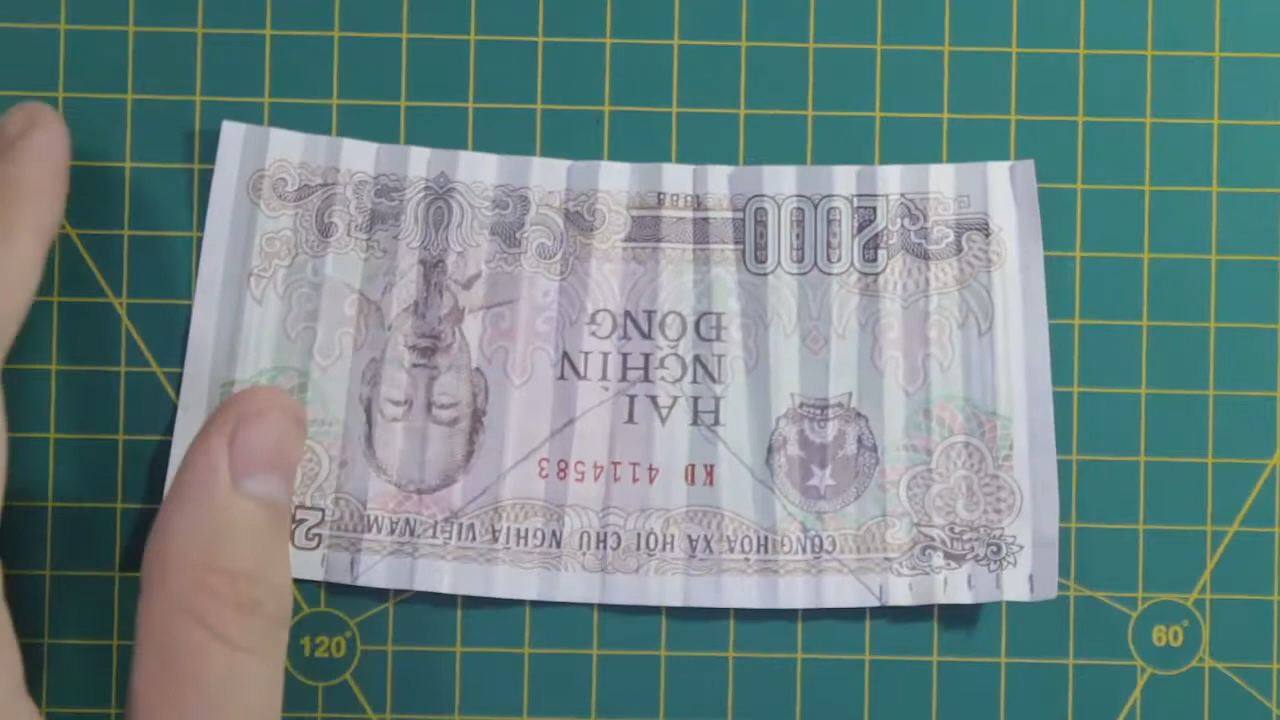 CỘNG HÒA XÃ HỘI CHỦ NGHĨA VIỆT NAM
2
KD 4114583
HAI
NGHÌN
ĐỒNG
2000
1988
120°
60°